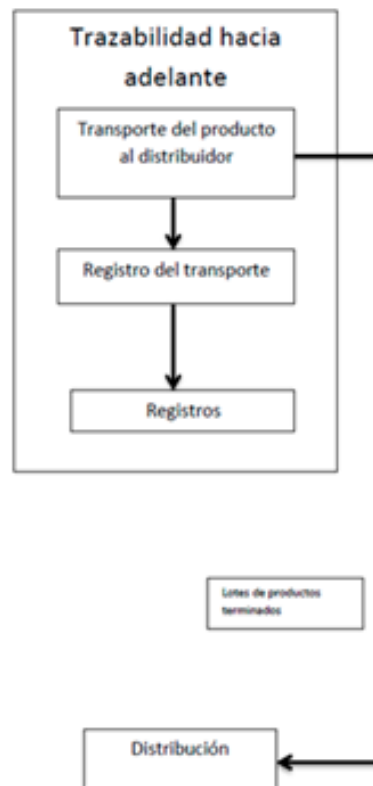 Trazabilidad hacia
adelante
Transporte del producto
al distribuidor
Registro del transporte
Registros
Lotes de productos
terminados
Distribución